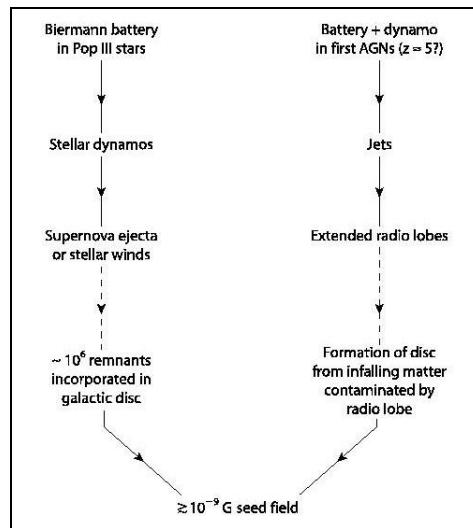 Biermann battery
in Pop III stars
Stellar dynamos
Supernova ejecta
or stellar winds
~ 10⁶ remnants
incorporated in
galactic disc
Battery + dynamo
in first AGNs (z = 5?)
Jets
Extended radio lobes
Formation of disc
from infalling matter
contaminated by
radio lobe
≳ 10⁻⁹ G seed field